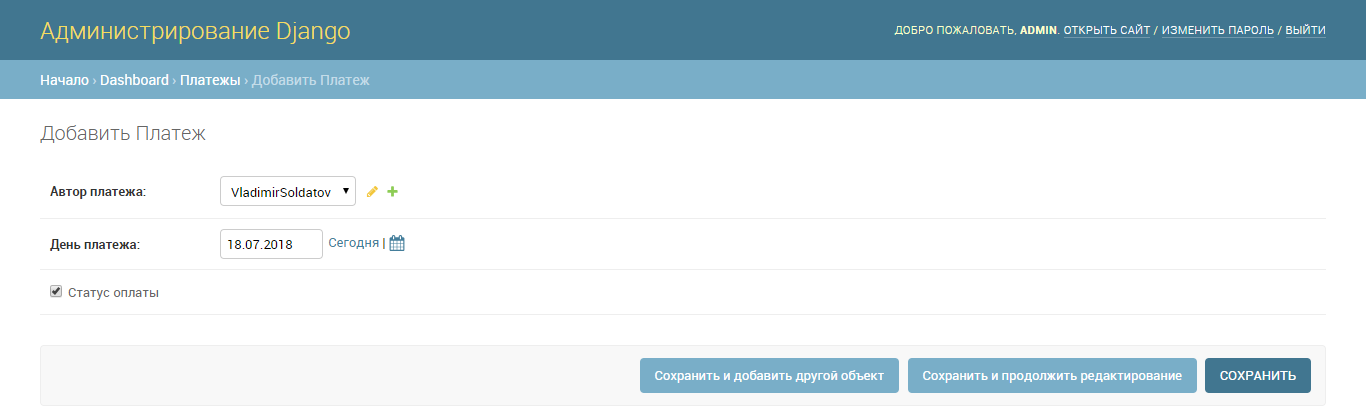 Администрирование Django
ДОБРО ПОЖАЛОВАТЬ, ADMIN. ОТКРЫТЬ САЙТ / ИЗМЕНИТЬ ПАРОЛЬ / ВЫЙТИ
Начало › Dashboard › Платежы › Добавить Платеж
Добавить Платеж
Автор платежа: VladimirSoldatov
День платежа: 18.07.2018 Сегодня |
Статус оплаты
Сохранить и добавить другой объект Сохранить и продолжить редактирование СОХРАНИТЬ